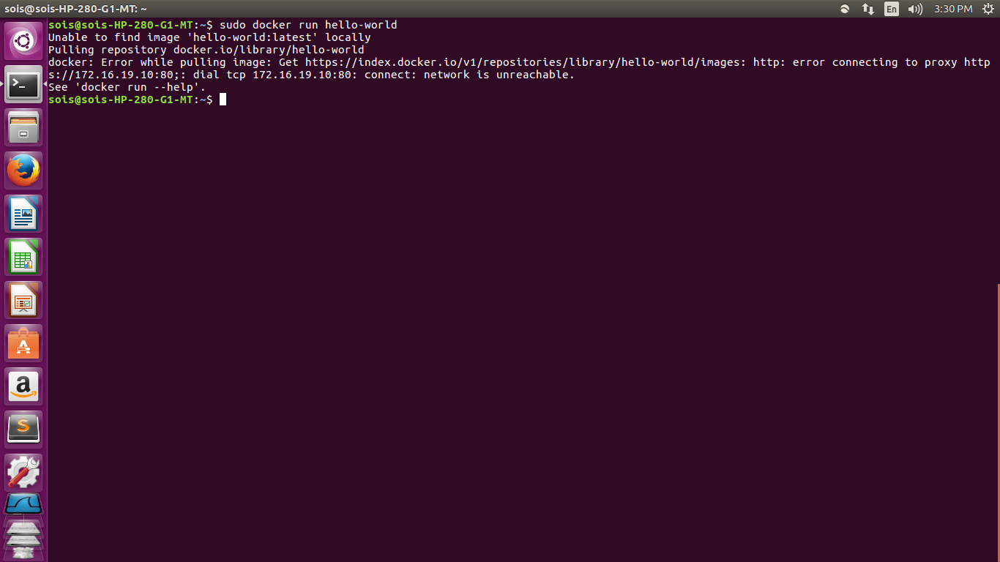 sois@sois-HP-280-G1-MT: ~
En
3:30 PM
sois@sois-HP-280-G1-MT:~$ sudo docker run hello-world
Unable to find image 'hello-world:latest' locally
Pulling repository docker.io/library/hello-world
docker: Error while pulling image: Get https://index.docker.io/v1/repositories/library/hello-world/images: http: error connecting to proxy http
s://172.16.19.10:80;: dial tcp 172.16.19.10:80: connect: network is unreachable.
See 'docker run --help'.
sois@sois-HP-280-G1-MT:~$
>_
A
a
S